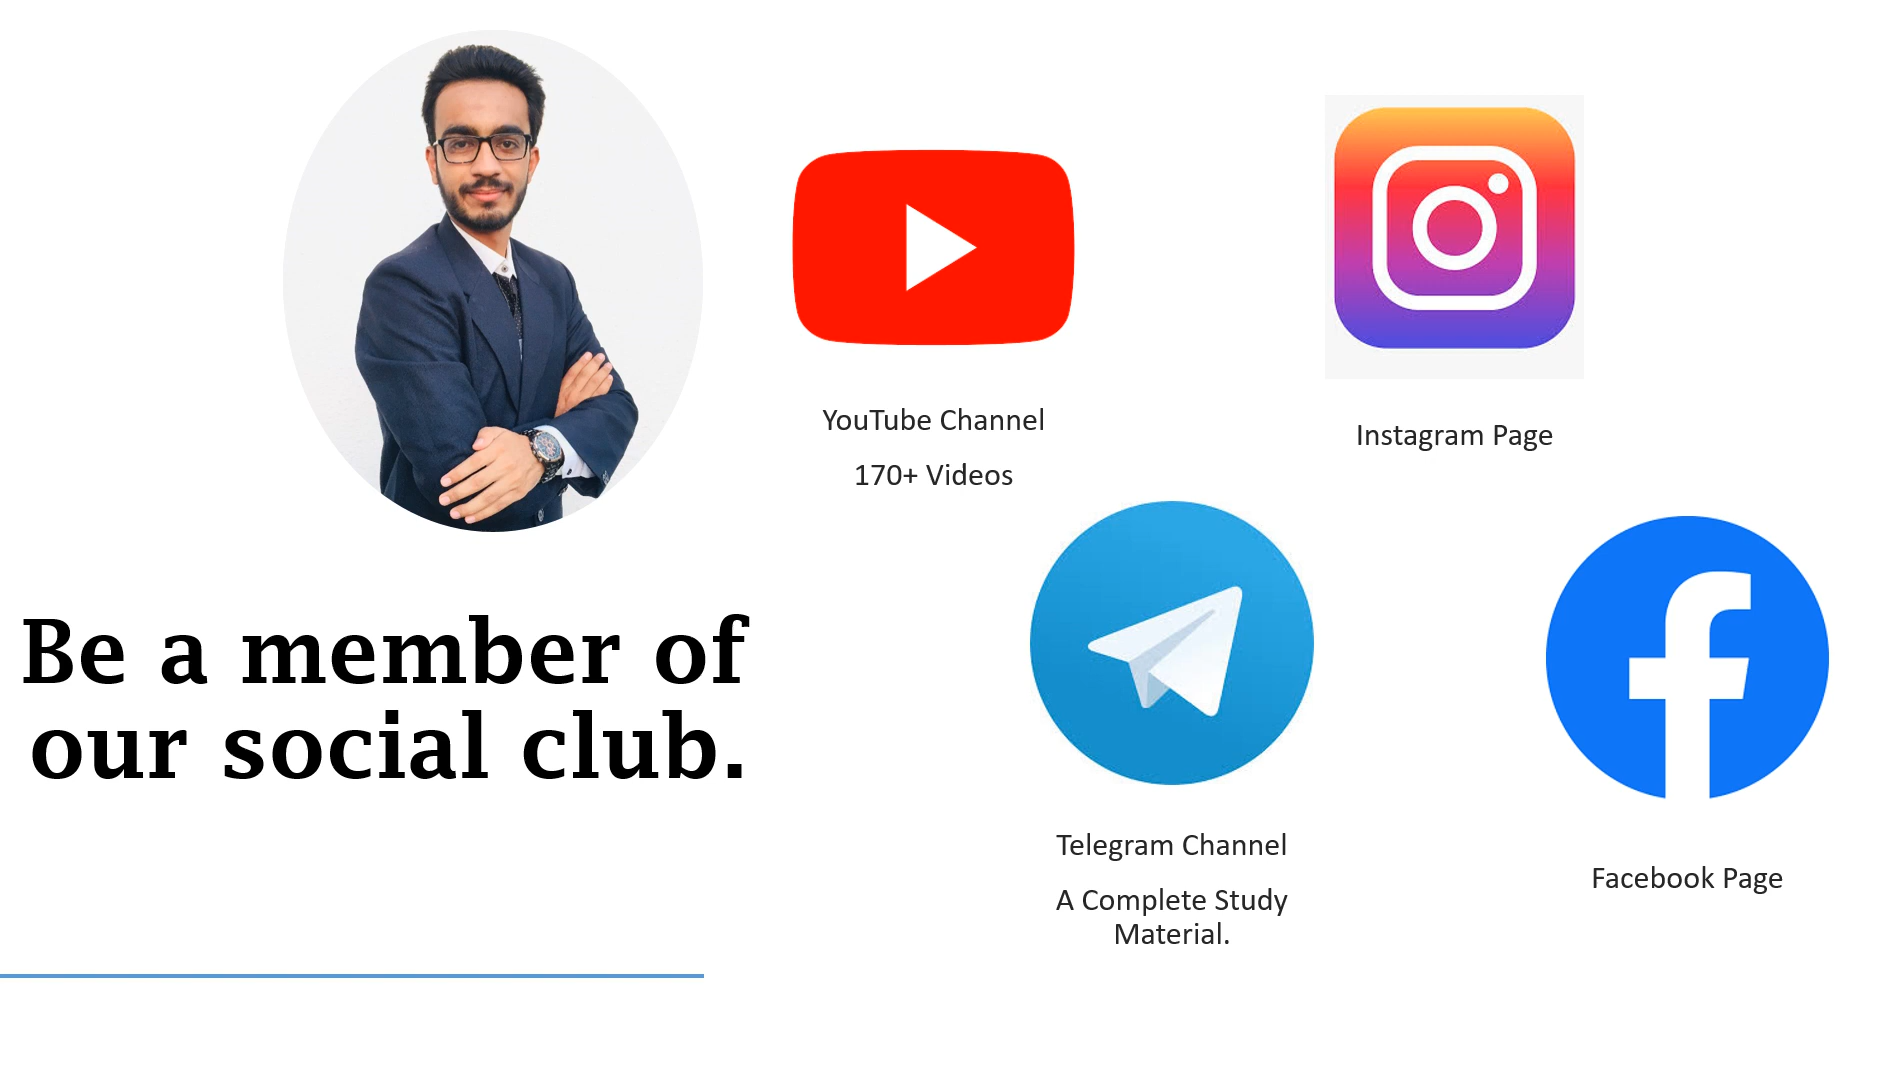 Be a member of
our social club.
YouTube Channel
170+ Videos
Instagram Page
Telegram Channel
A Complete Study
Material.
Facebook Page